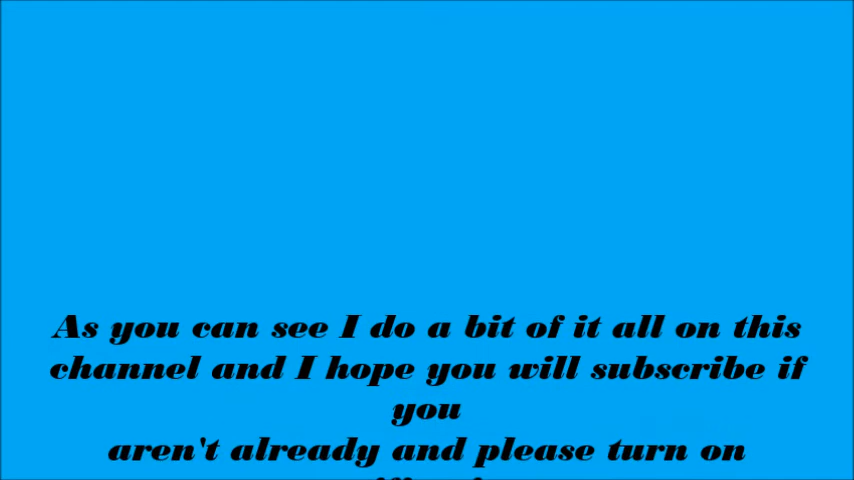 As you can see I do a bit of it all on this
channel and I hope you will subscribe if
you
aren't already and please turn on